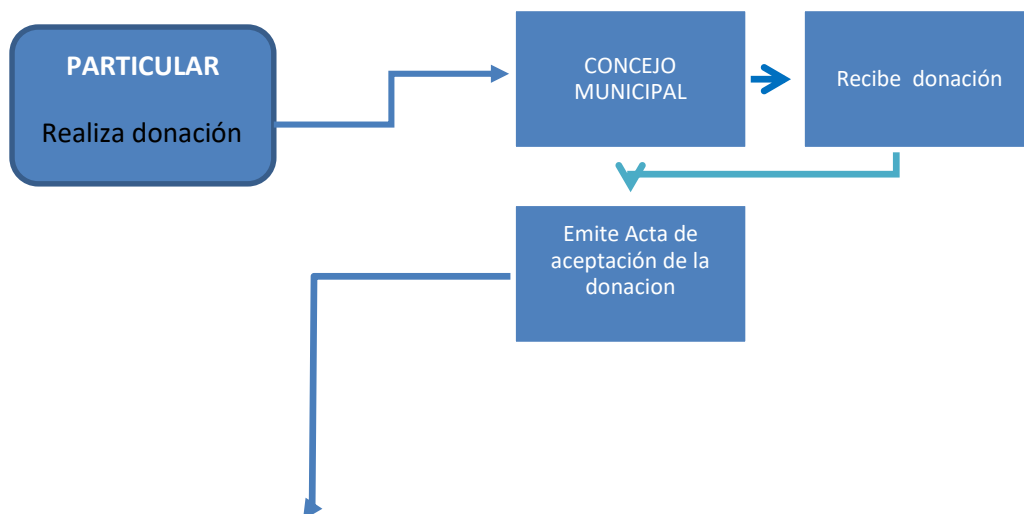 PARTICULAR
Realiza donación
CONCEJO
MUNICIPAL
Recibe donación
Emite Acta de
aceptación de la
donacion